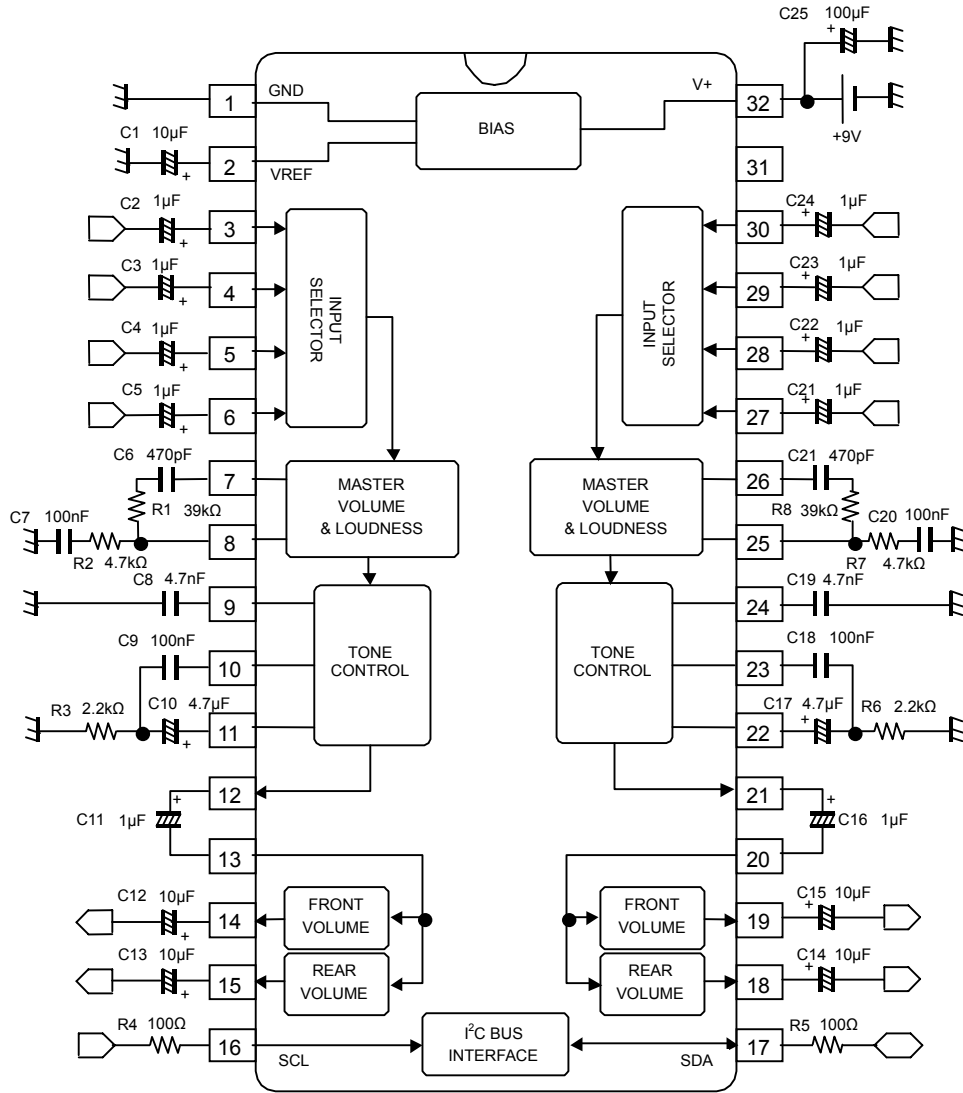 C25 100µF
+
GND
V+
1
BIAS
32
+9V
C1 10µF
+
2
VREF
31
C2 1µF
+
3
30
C24 1µF
+
C3 1µF
+
4
29
C23 1µF
+
INPUT
SELECTOR
INPUT
SELECTOR
C4 1µF
+
5
28
C22 1µF
+
C5 1µF
+
6
27
C21 1µF
+
C6 470pF
7
26
C21 470pF
R1 39kΩ
R8 39kΩ
MASTER
VOLUME
& LOUDNESS
MASTER
VOLUME
& LOUDNESS
C7 100nF
8
25
C20 100nF
R2 4.7kΩ
R7 4.7kΩ
C8 4.7nF
9
24
C19 4.7nF
C9 100nF
10
23
C18 100nF
TONE
CONTROL
TONE
CONTROL
R3 2.2kΩ
C10 4.7µF
+
11
22
C17 4.7µF
+
R6 2.2kΩ
12
21
+
+
C11 1µF
C16 1µF
13
20
C12 10µF
+
14
FRONT
VOLUME
FRONT
VOLUME
19
C15 10µF
+
C13 10µF
+
15
REAR
VOLUME
REAR
VOLUME
18
C14 10µF
+
R4 100Ω
16
SCL
I²C BUS
INTERFACE
SDA
17
R5 100Ω